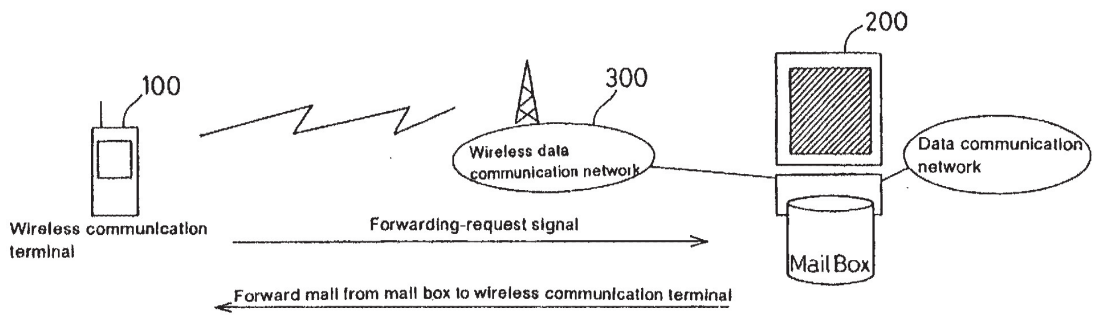 200
100
300
Wireless data
communication network
Data communication
network
Wireless communication
terminal
Forwarding-request signal
Mail Box
Forward mail from mail box to wireless communication terminal